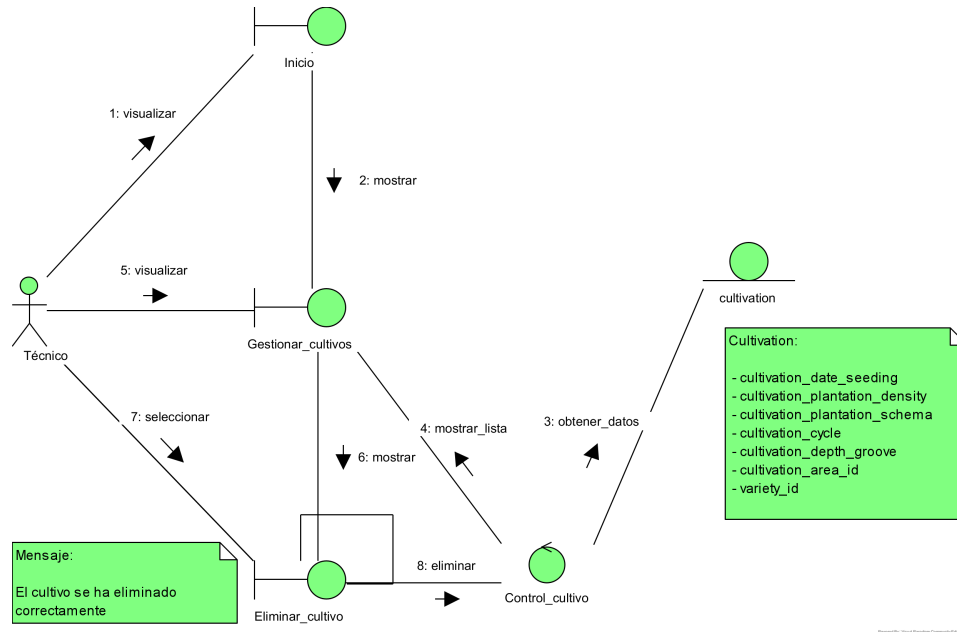 Inicio
1: visualizar
2: mostrar
5: visualizar
cultivation
Gestionar_cultivos
Técnico
Cultivation:
- cultivation_date_seeding
- cultivation_plantation_density
- cultivation_plantation_schema
- cultivation_cycle
- cultivation_depth_groove
- cultivation_area_id
- variety_id
7: seleccionar
4: mostrar_lista
3: obtener_datos
6: mostrar
Mensaje:
El cultivo se ha eliminado
correctamente
8: eliminar
Control_cultivo
Eliminar_cultivo